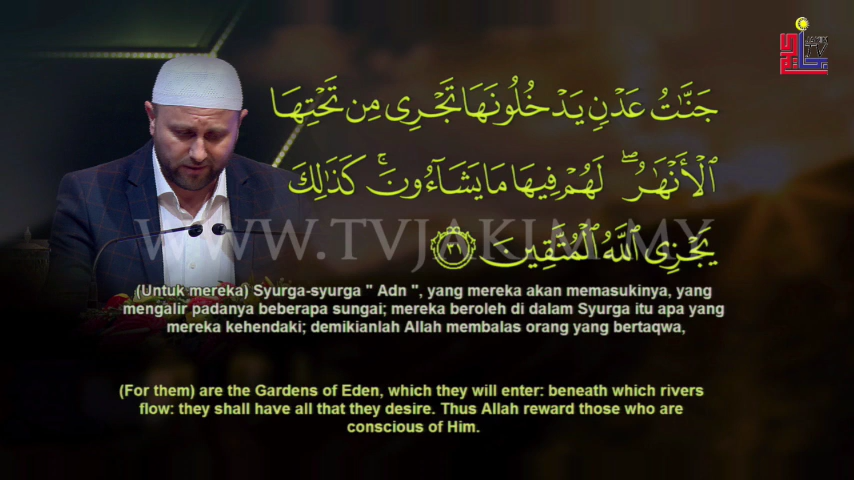 جَنَّـٰتُ عَدْنٍ يَدْخُلُونَهَا تَجْرِى مِن تَحْتِهَا
ٱلْأَنْهَـٰرُ ۖ لَهُمْ فِيهَا مَا يَشَآءُونَ ۚ كَذَٰلِكَ
يَجْزِى ٱللَّهُ ٱلْمُتَّقِينَ ٣١
WWW.TVJAKIM.MY
(Untuk mereka) Syurga-syurga " Adn ", yang mereka akan memasukinya, yang
mengalir padanya beberapa sungai; mereka beroleh di dalam Syurga itu apa yang
mereka kehendaki; demikianlah Allah membalas orang yang bertaqwa,
(For them) are the Gardens of Eden, which they will enter: beneath which rivers
flow: they shall have all that they desire. Thus Allah reward those who are
conscious of Him.